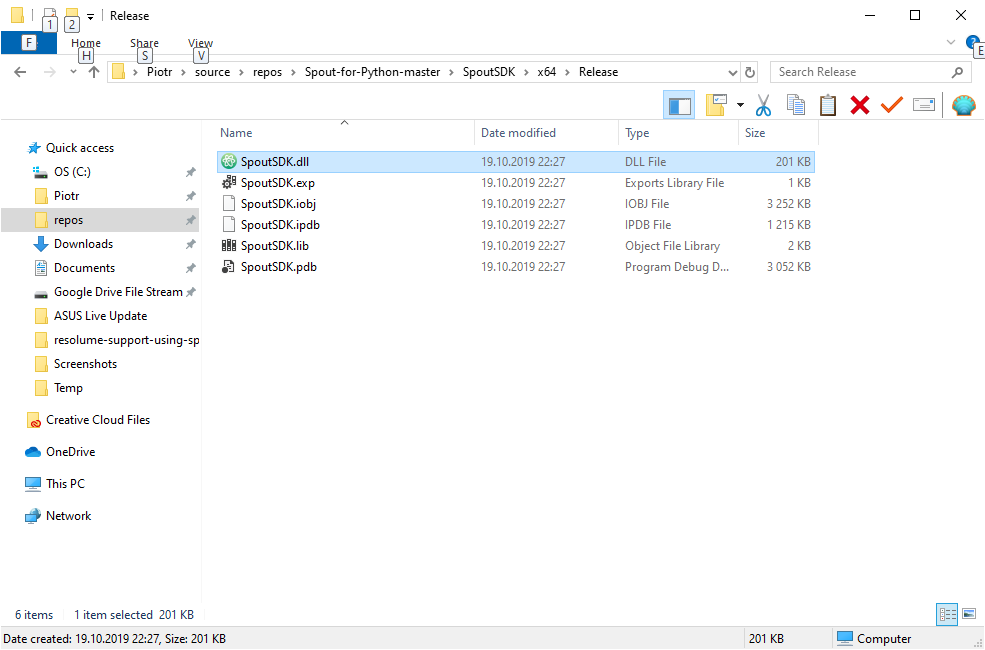 1 2 Release
F Home Share View ? E
H S V
Piotr source repos Spout-for-Python-master SpoutSDK x64 Release Search Release
Name Date modified Type Size
Quick access
OS (C:)
Piotr
repos
Downloads
Documents
Google Drive File Stream
ASUS Live Update
resolume-support-using-sp
Screenshots
Temp
Creative Cloud Files
OneDrive
This PC
Network
SpoutSDK.dll 19.10.2019 22:27 DLL File 201 KB
SpoutSDK.exp 19.10.2019 22:27 Exports Library File 1 KB
SpoutSDK.iobj 19.10.2019 22:27 IOBJ File 3 252 KB
SpoutSDK.ipdb 19.10.2019 22:27 IPDB File 1 215 KB
SpoutSDK.lib 19.10.2019 22:27 Object File Library 2 KB
SpoutSDK.pdb 19.10.2019 22:27 Program Debug D... 3 052 KB
6 items 1 item selected 201 KB
Date created: 19.10.2019 22:27, Size: 201 KB 201 KB Computer